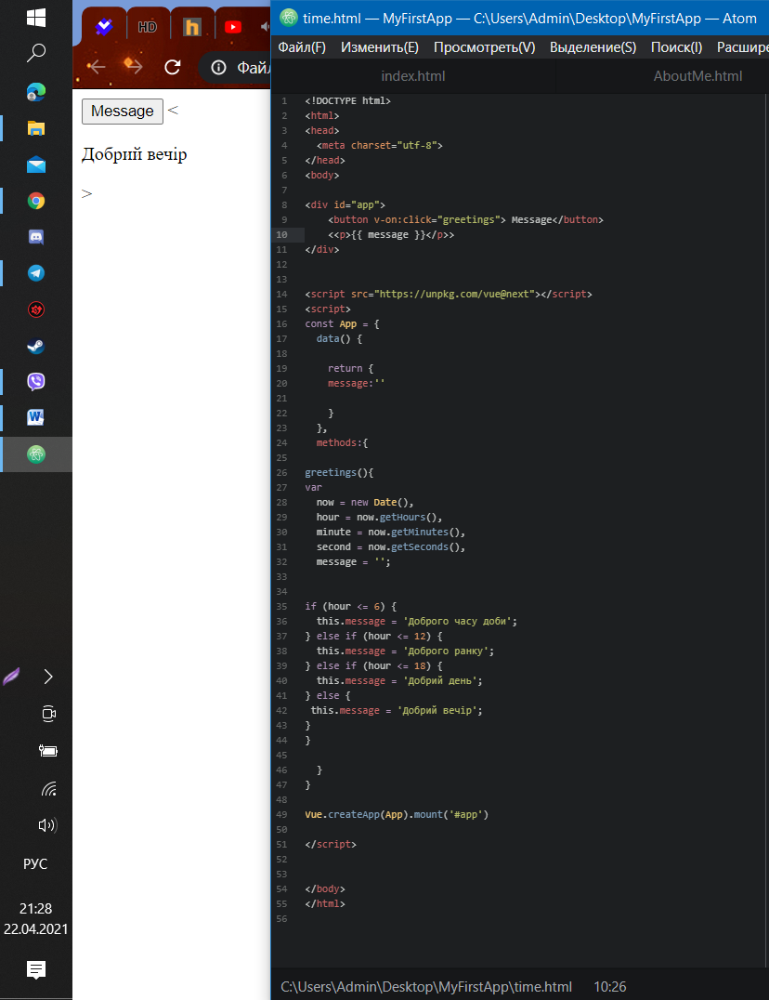 HD
h
Фай
Message <
Добрий вечір
>
РУС
21:28
22.04.2021
time.html — MyFirstApp — C:\Users\Admin\Desktop\MyFirstApp — Atom
Файл(F) Изменить(E) Просмотреть(V) Выделение(S) Поиск(I) Расшире
index.html AboutMe.html
1 <!DOCTYPE html>
2 <html>
3 <head>
4   <meta charset="utf-8">
5 </head>
6 <body>
7
8 <div id="app">
9     <button v-on:click="greetings"> Message</button>
10     <<p>{{ message }}</p>>
11 </div>
12
13
14 <script src="https://unpkg.com/vue@next"></script>
15 <script>
16 const App = {
17   data() {
18
19     return {
20     message:''
21
22     }
23   },
24   methods:{
25
26 greetings(){
27 var
28   now = new Date(),
29   hour = now.getHours(),
30   minute = now.getMinutes(),
31   second = now.getSeconds(),
32   message = '';
33
34
35 if (hour <= 6) {
36   this.message = 'Доброго часу доби';
37 } else if (hour <= 12) {
38   this.message = 'Доброго ранку';
39 } else if (hour <= 18) {
40   this.message = 'Добрий день';
41 } else {
42  this.message = 'Добрий вечір';
43 }
44 }
45
46   }
47 }
48
49 Vue.createApp(App).mount('#app')
50
51 </script>
52
53
54 </body>
55 </html>
56
C:\Users\Admin\Desktop\MyFirstApp\time.html 10:26